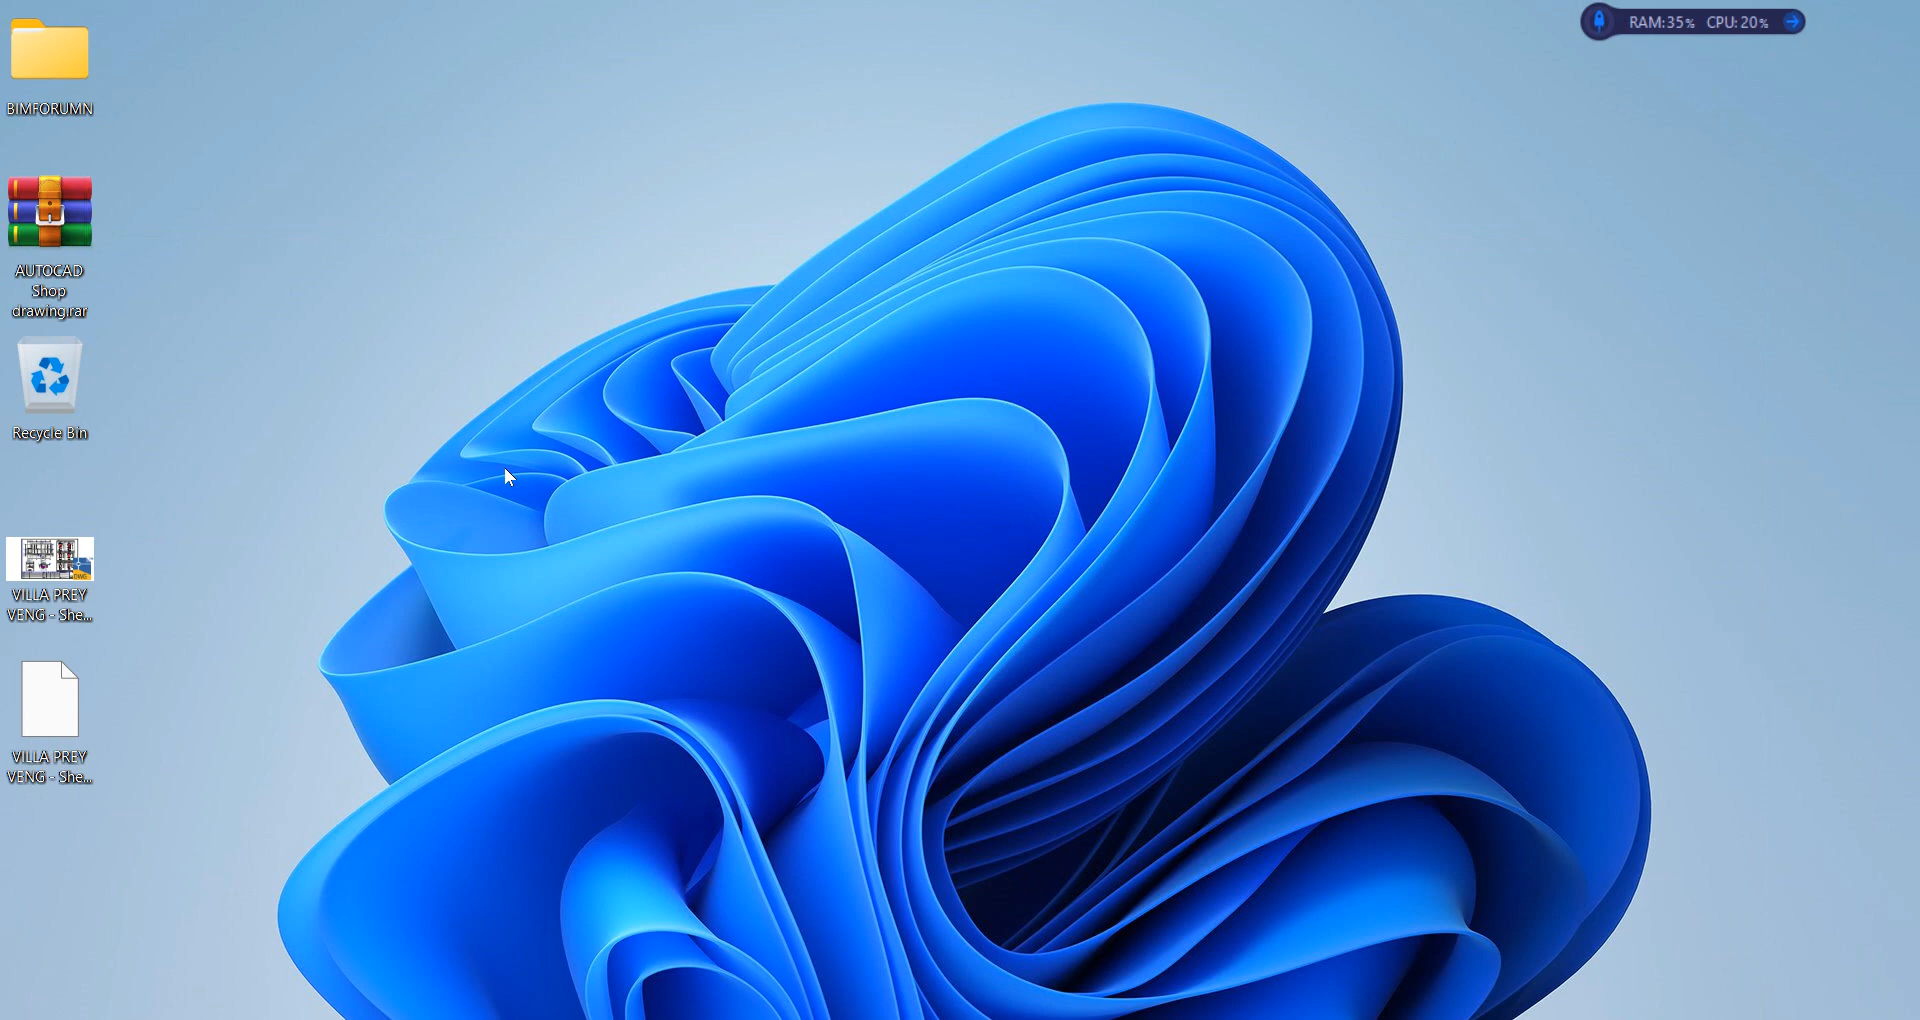 RAM:35% CPU:20%
BIMFORUMN
AUTOCAD
Shop
drawing.rar
Recycle Bin
DWG
VILLA PREY
VENG - She...
VILLA PREY
VENG - She...